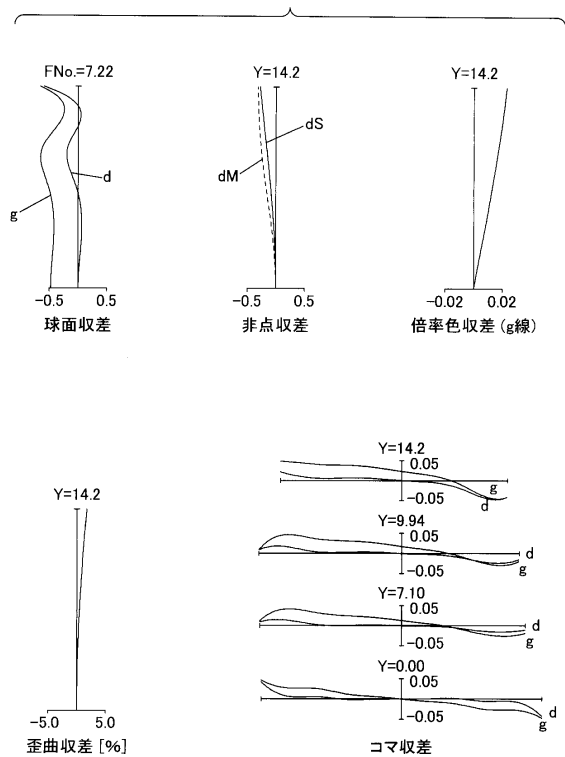 FNo.=7.22
g
d
−0.5 0.5
球面収差
Y=14.2
dS
dM
−0.5 0.5
非点収差
Y=14.2
−0.02 0.02
倍率色収差(g線)
Y=14.2
−5.0 5.0
歪曲収差[%]
Y=14.2
0.05
g
−0.05 d
Y=9.94
0.05
d
−0.05 g
Y=7.10
0.05
d
−0.05 g
Y=0.00
0.05
d
−0.05 g
コマ収差